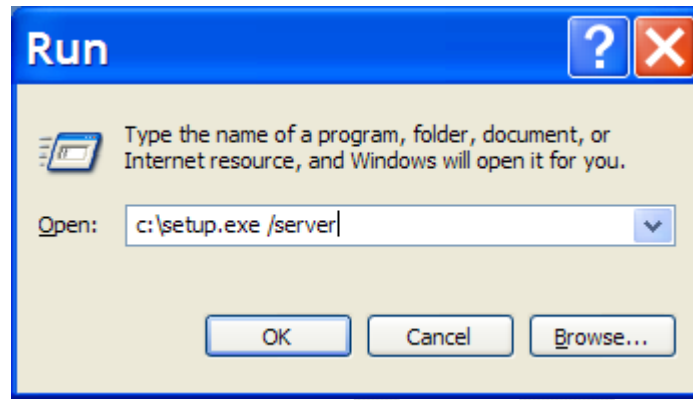 Run
Type the name of a program, folder, document, or
Internet resource, and Windows will open it for you.
Open: c:\setup.exe /server
OK Cancel Browse...